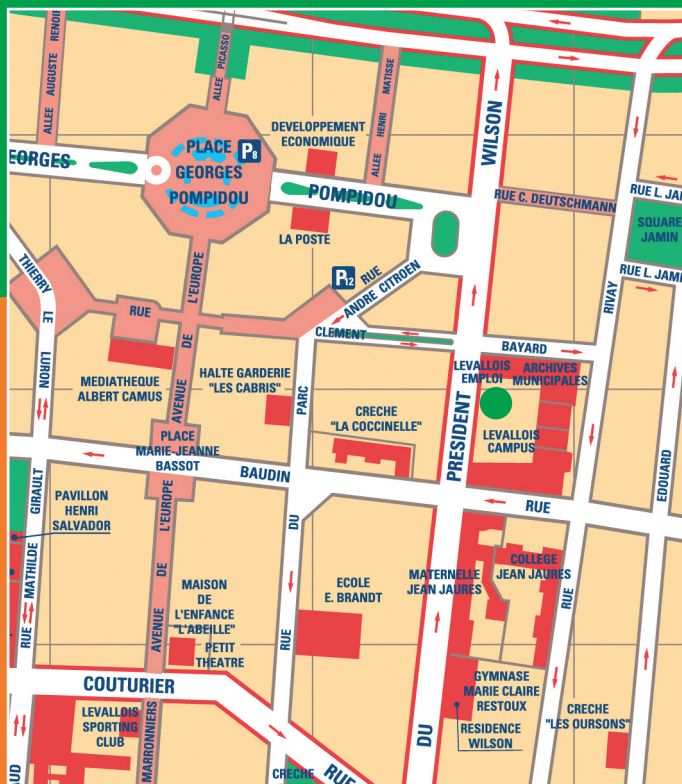 ALLEE AUGUSTE RENOIR
ALLEE PICASSO
ALLEE HENRI MATISSE
WILSON
DEVELOPPEMENT
ECONOMIQUE
PLACE
GEORGES
POMPIDOU
P8
EORGES
POMPIDOU
LA POSTE
RUE C. DEUTSCHMANN
RUE L. JAM
SQUARE
JAMIN
RUE L. JAMI
RIVAY
THIERRY LE LURON
L'EUROPE
P12
RUE
ANDRE CITROEN
RUE
CLEMENT
BAYARD
DE
AVENUE
MEDIATHEQUE
ALBERT CAMUS
HALTE GARDERIE
"LES CABRIS"
PARC
LEVALLOIS
EMPLOI
ARCHIVES
MUNICIPALES
CRECHE
"LA COCCINELLE"
PRESIDENT
LEVALLOIS
CAMPUS
PLACE
MARIE-JEANNE
BASSOT
BAUDIN
RUE
EDOUARD
PAVILLON
HENRI
SALVADOR
GIRAULT
MATHILDE
RUE
L'EUROPE
DE
AVENUE
DU
RUE
MAISON
DE
L'ENFANCE
"L'ABEILLE"
PETIT
THEATRE
ECOLE
E. BRANDT
MATERNELLE
JEAN JAURES
COLLEGE
JEAN JAURES
RUE
COUTURIER
GYMNASE
MARIE CLAIRE
RESTOUX
RESIDENCE
WILSON
CRECHE
"LES OURSONS"
LEVALLOIS
SPORTING
CLUB
MARRONNIERS
DU
CRECHE
RUE
AUD